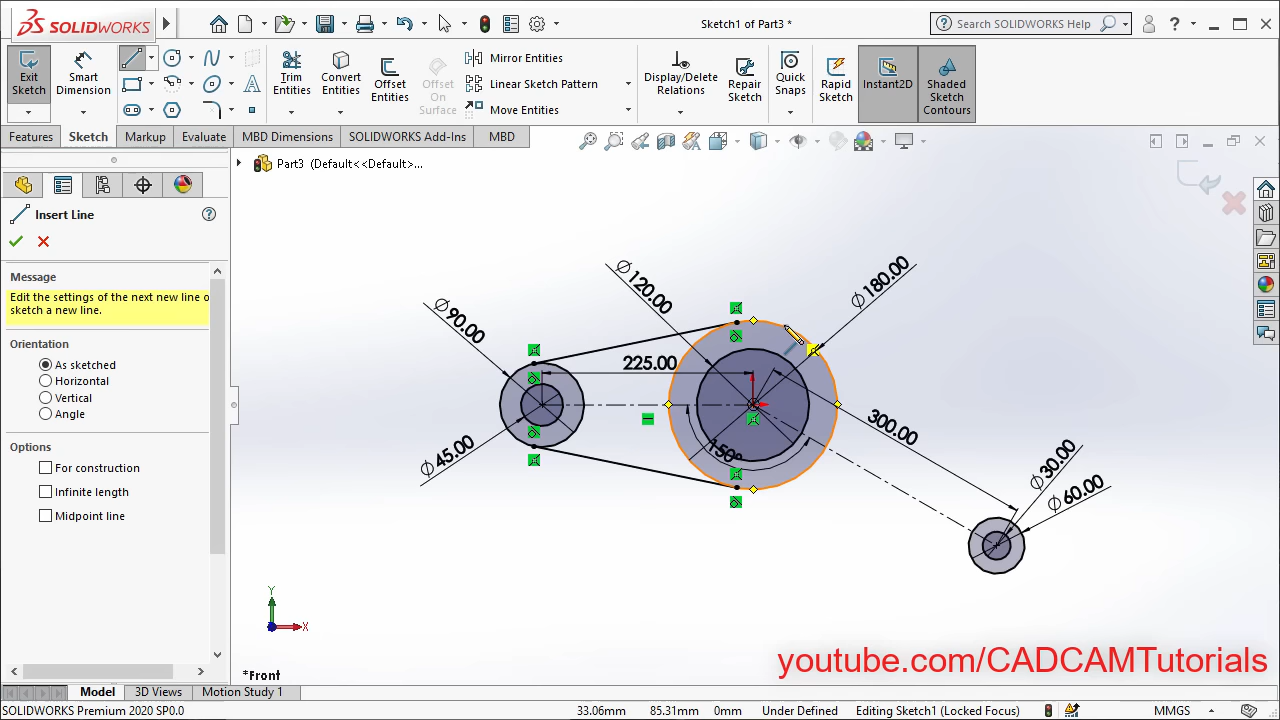 SOLIDWORKS
Sketch1 of Part3 *
Search SOLIDWORKS Help
Exit Sketch
Smart Dimension
Trim Entities
Convert Entities
Offset Entities
Offset On Surface
Mirror Entities
Linear Sketch Pattern
Move Entities
Display/Delete Relations
Repair Sketch
Quick Snaps
Rapid Sketch
Instant2D
Shaded Sketch Contours
Features
Sketch
Markup
Evaluate
MBD Dimensions
SOLIDWORKS Add-Ins
MBD
Part3 (Default<<Default>...
Insert Line
Message
Edit the settings of the next new line o
sketch a new line.
Orientation
As sketched
Horizontal
Vertical
Angle
Options
For construction
Infinite length
Midpoint line
Ø90.00
Ø120.00
Ø180.00
225.00
Ø45.00
150°
300.00
Ø30.00
Ø60.00
Y
X
*Front
youtube.com/CADCAMTutorials
Model
3D Views
Motion Study 1
SOLIDWORKS Premium 2020 SP0.0
33.06mm
85.31mm
0mm
Under Defined
Editing Sketch1 (Locked Focus)
MMGS